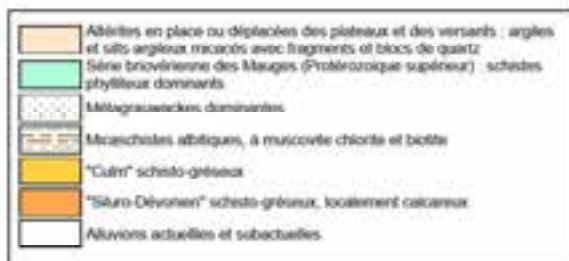 Altérites en place ou déplacées des plateaux et des versants : argiles
et silts argileux micacés avec fragments et blocs de quartz
Série briovérienne des Mauges (Protérozoïque supérieur) : schistes
phylliteux dominants
Métagrauwackes dominantes
Micaschistes albitiques, à muscovite chlorite et biotite
"Culm" schisto-gréseux
"Siluro-Dévonien" schisto-gréseux, localement calcareux
Alluvions actuelles et subactuelles